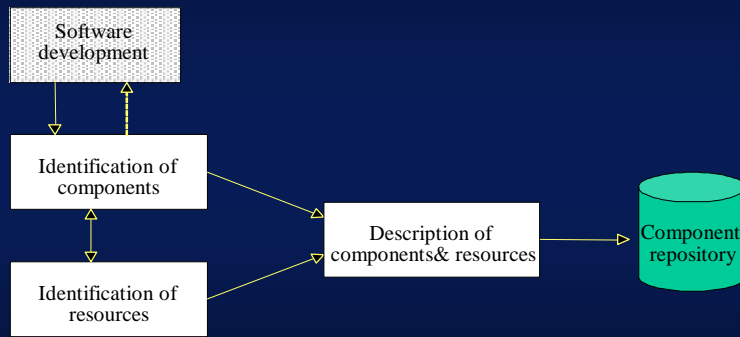 Software
development
Identification of
components
Identification of
resources
Description of
components& resources
Component
repository